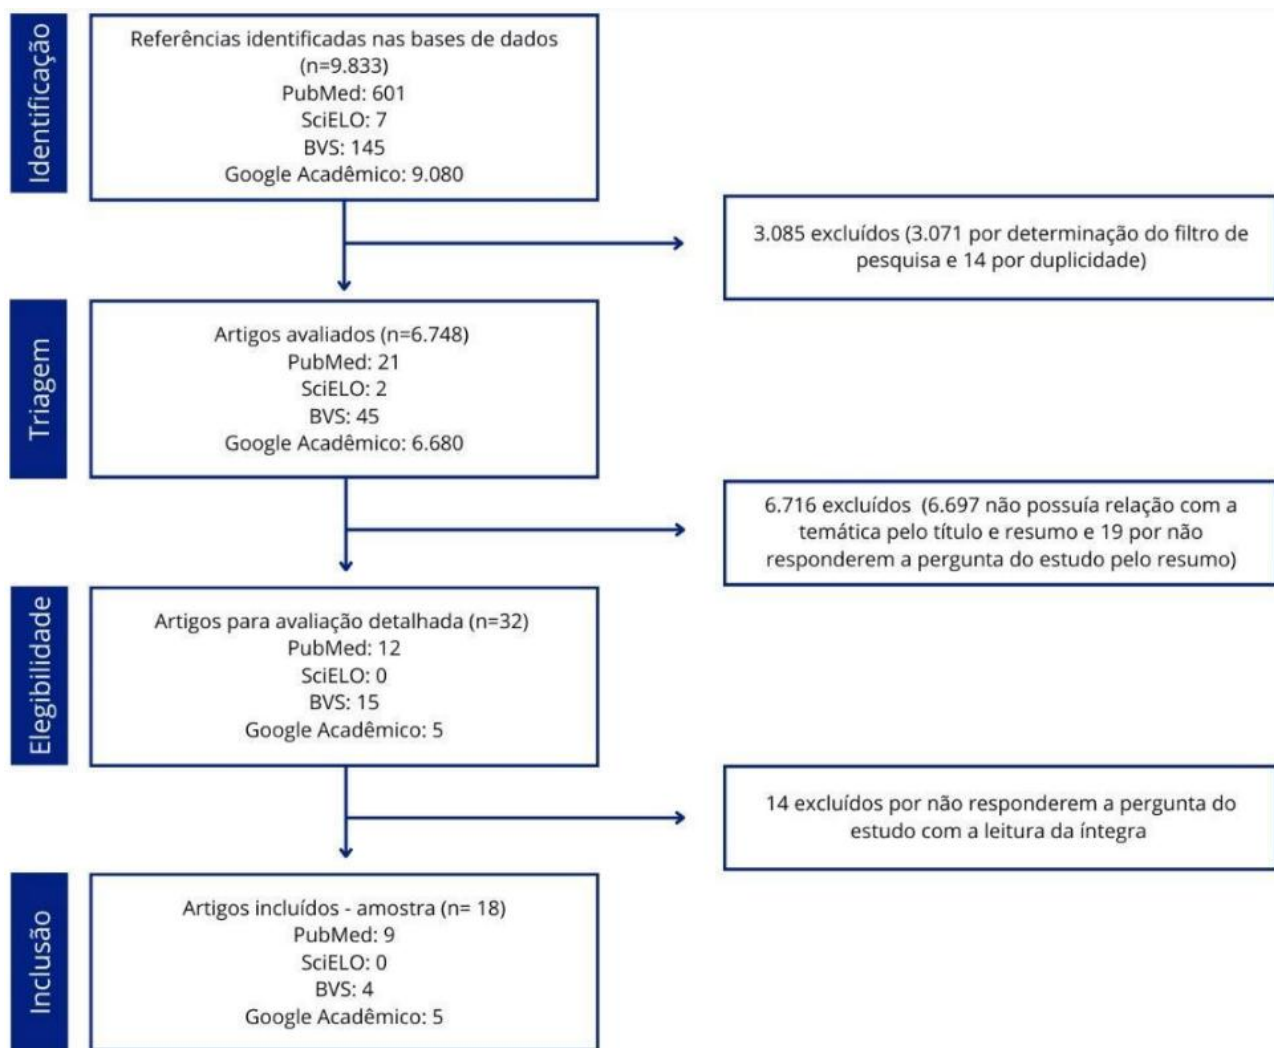 Identificação
Referências identificadas nas bases de dados
(n=9.833)
PubMed: 601
SciELO: 7
BVS: 145
Google Acadêmico: 9.080
3.085 excluídos (3.071 por determinação do filtro de
pesquisa e 14 por duplicidade)
Triagem
Artigos avaliados (n=6.748)
PubMed: 21
SciELO: 2
BVS: 45
Google Acadêmico: 6.680
6.716 excluídos (6.697 não possuía relação com a
temática pelo título e resumo e 19 por não
responderem a pergunta do estudo pelo resumo)
Elegibilidade
Artigos para avaliação detalhada (n=32)
PubMed: 12
SciELO: 0
BVS: 15
Google Acadêmico: 5
14 excluídos por não responderem a pergunta do
estudo com a leitura da íntegra
Inclusão
Artigos incluídos - amostra (n= 18)
PubMed: 9
SciELO: 0
BVS: 4
Google Acadêmico: 5